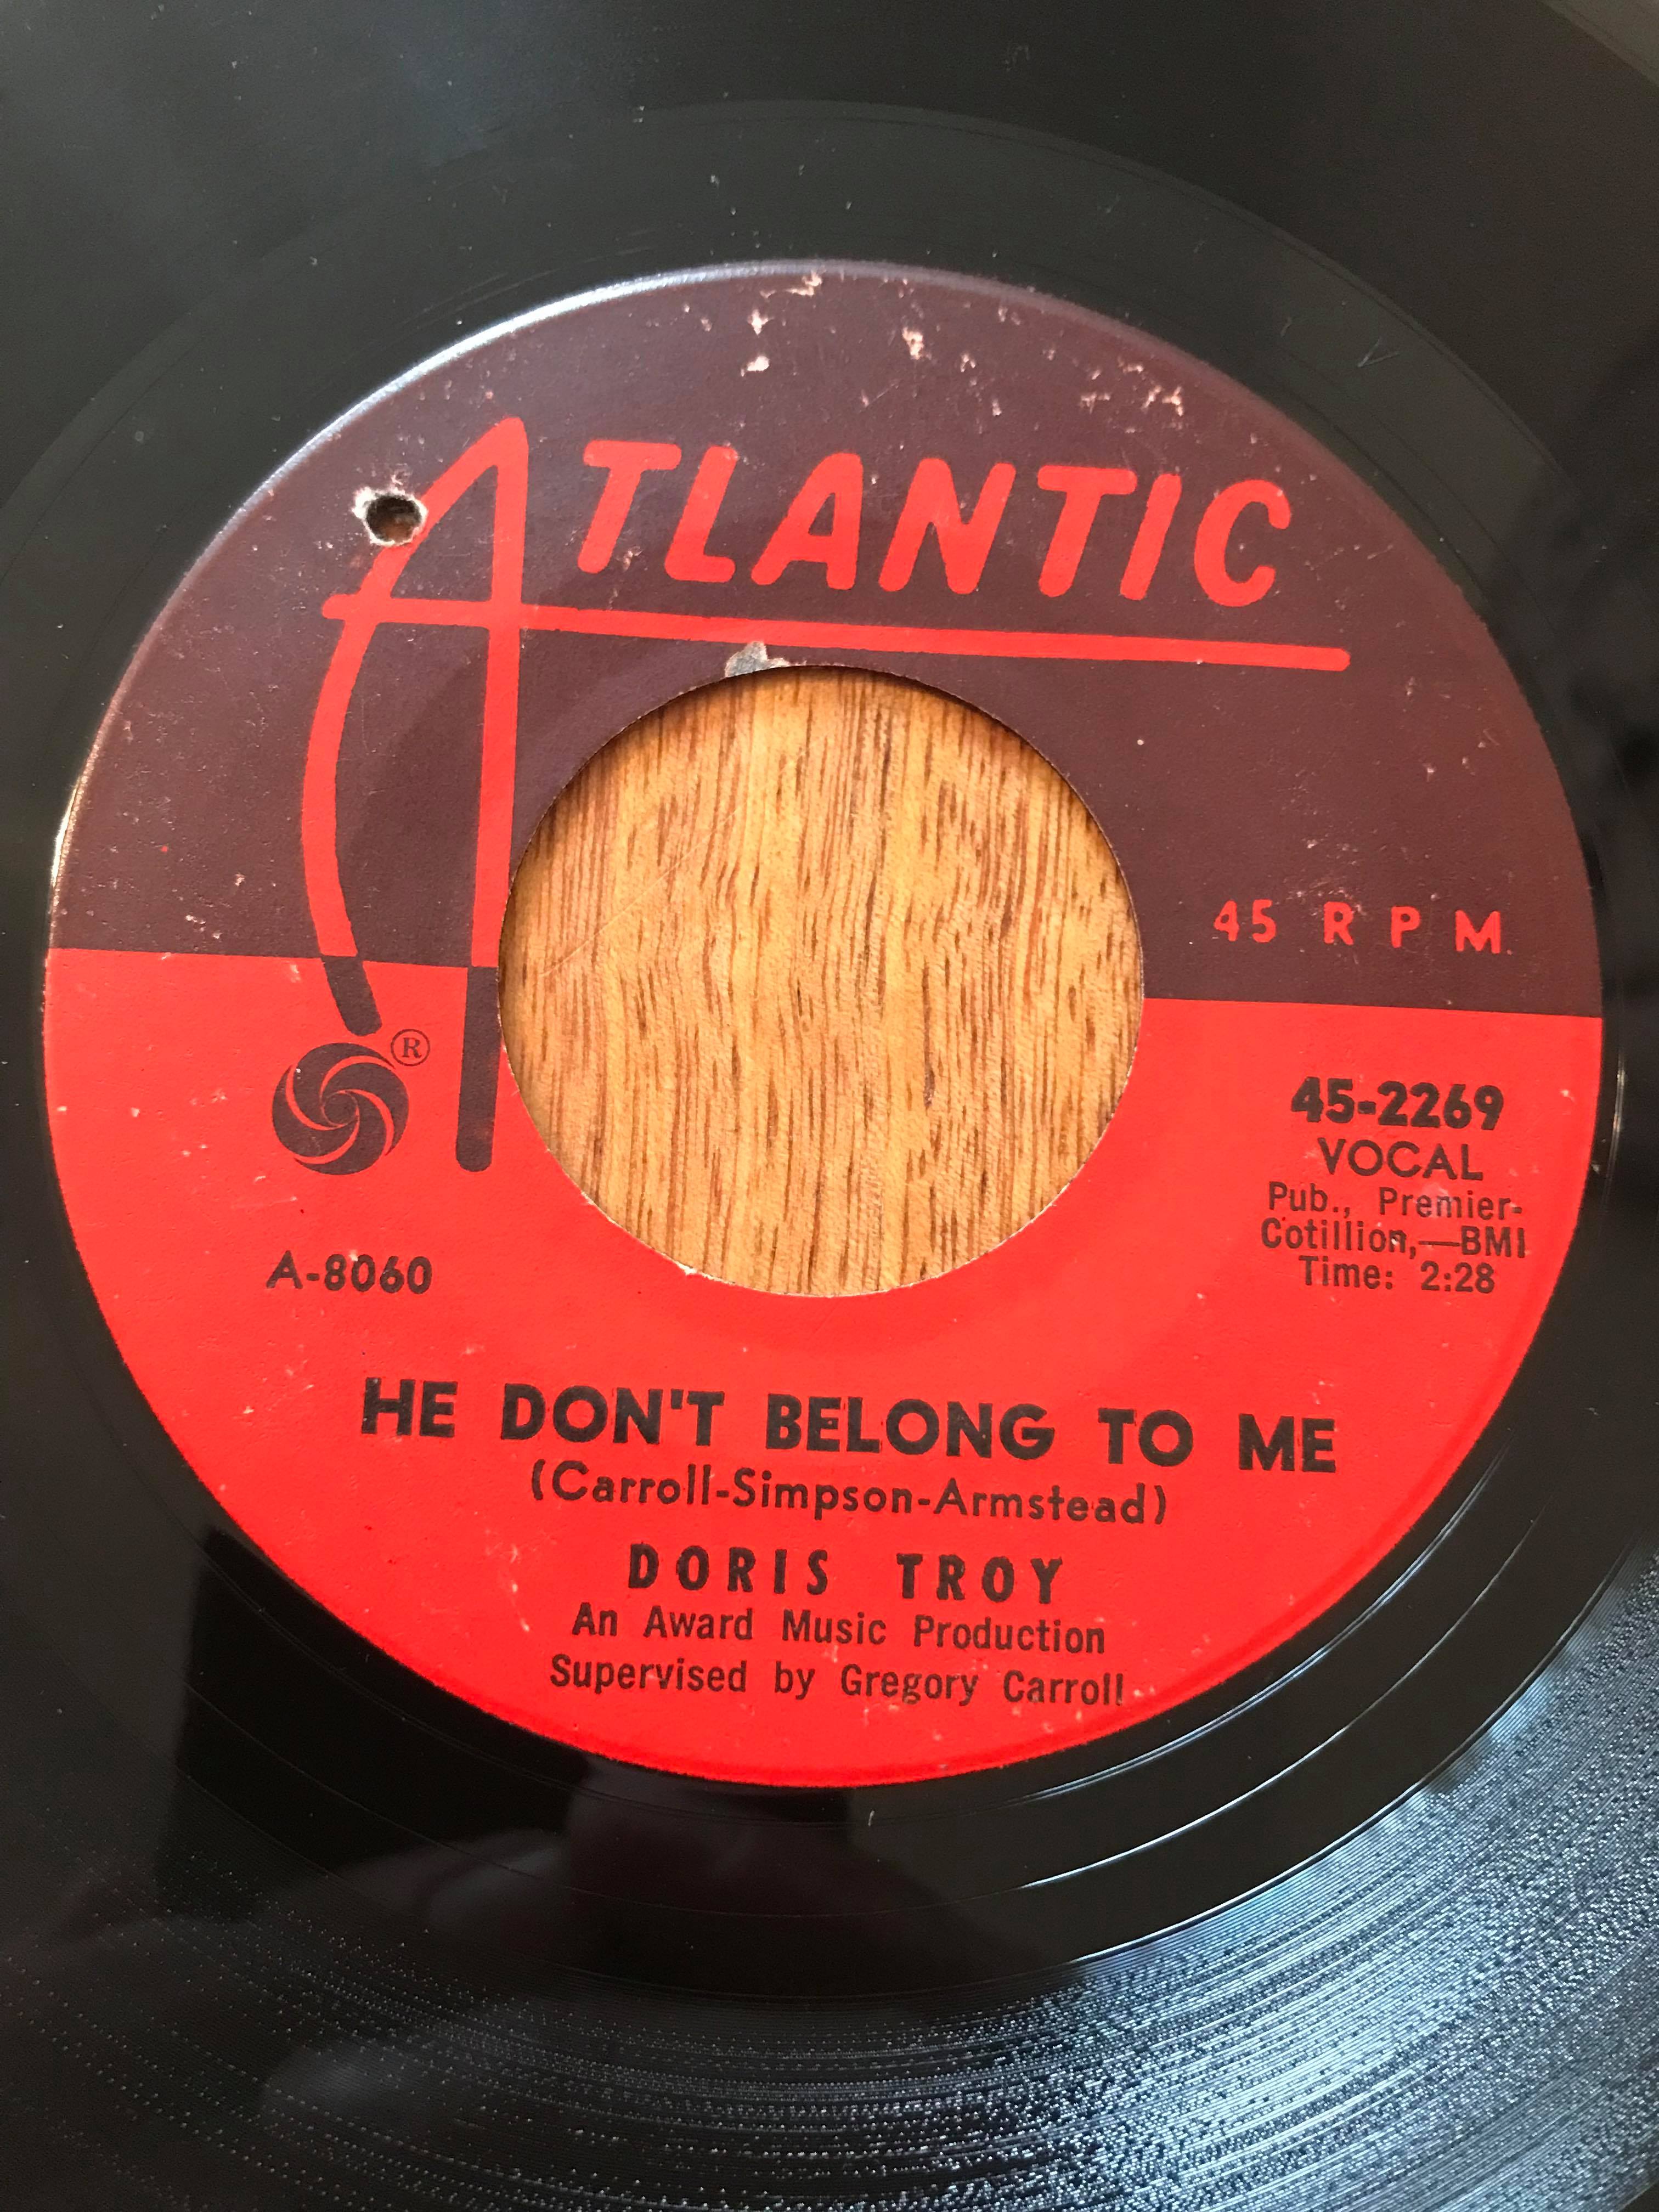 ATLANTIC
45 RPM
®
45-2269
VOCAL
Pub., Premier-
Cotillion,—BMI
Time: 2:28
A-8060
HE DON'T BELONG TO ME
(Carroll-Simpson-Armstead)
DORIS TROY
An Award Music Production
Supervised by Gregory Carroll